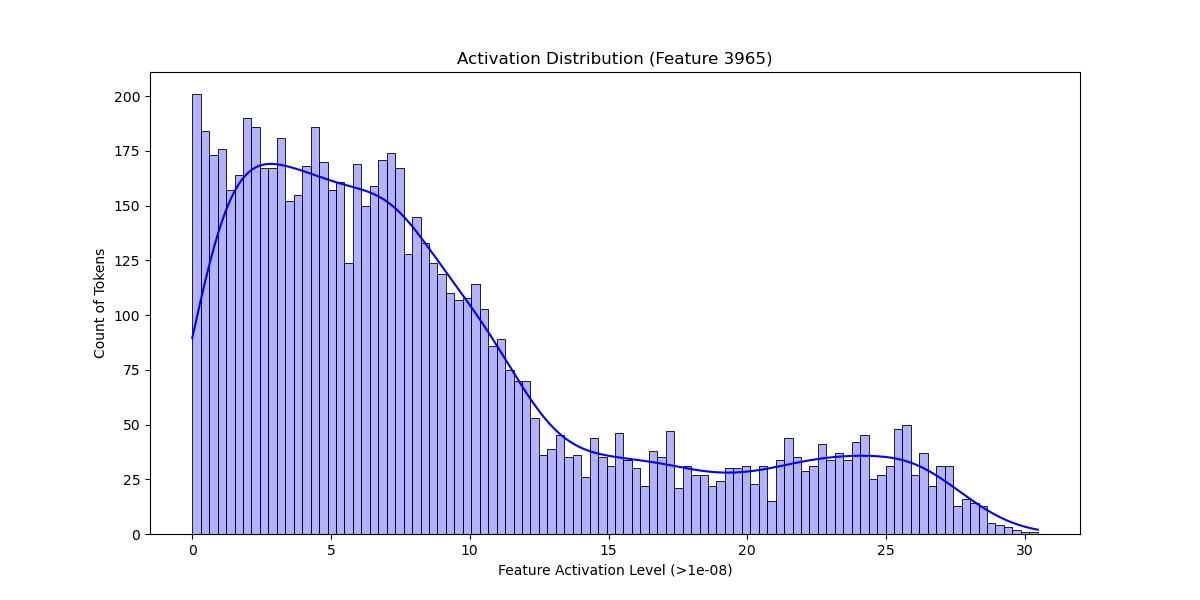 Activation Distribution (Feature 3965)
200
175
150
125
100
75
50
25
0
Count of Tokens
0 5 10 15 20 25 30
Feature Activation Level (>1e-08)